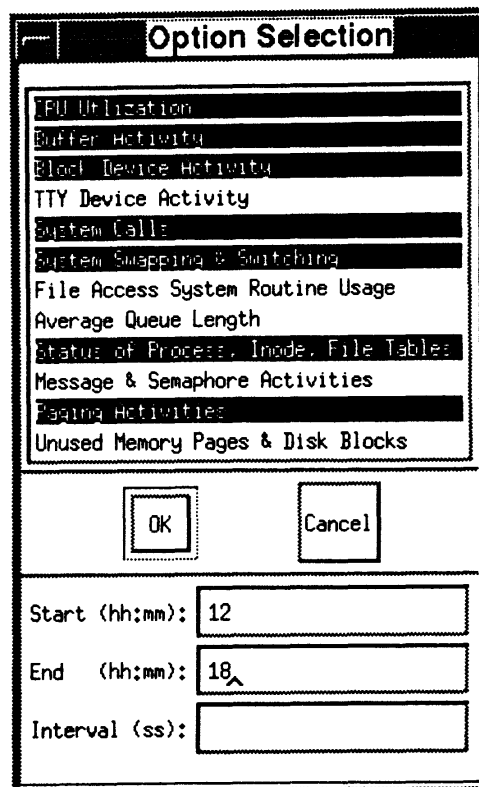 Option Selection
CPU Utlization
Buffer Activity
Block Device Activity
TTY Device Activity
System Calls
System Swapping & Switching
File Access System Routine Usage
Average Queue Length
Status of Process, Inode, File Tables
Message & Semaphore Activities
Paging Activities
Unused Memory Pages & Disk Blocks
OK
Cancel
Start (hh:mm): 12
End (hh:mm): 18
Interval (ss):